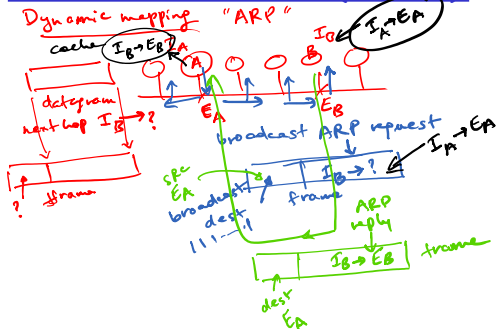 Dynamic mapping "ARP"
cache
I_B → E_B
I_A
A
I_B
B
I_A → E_A
datagram
next hop I_B → ?
E_A
E_B
broadcast ARP request
I_A → E_A
frame
?
src
E_A
I_B → ?
broadcast
dest
111-----1
frame
ARP
reply
I_B → E_B
frame
dest
E_A